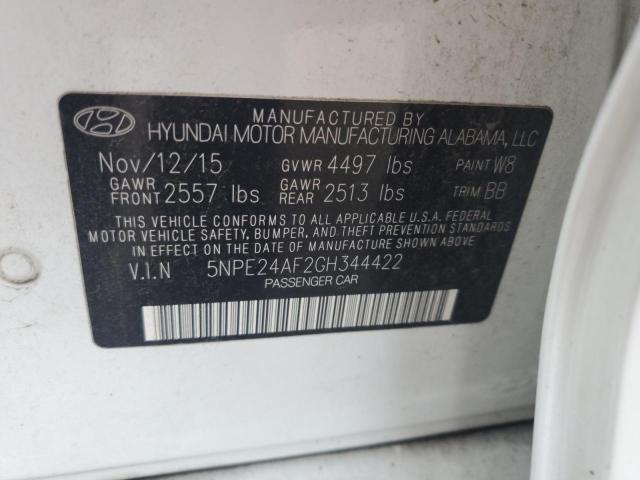 MANUFACTURED BY
HYUNDAI MOTOR MANUFACTURING ALABAMA, LLC
Nov/12/15 GVWR 4497 lbs PAINT W8
GAWR FRONT 2557 lbs GAWR REAR 2513 lbs TRIM BB
THIS VEHICLE CONFORMS TO ALL APPLICABLE U.S.A. FEDERAL
MOTOR VEHICLE SAFETY, BUMPER, AND THEFT PREVENTION STANDARDS
IN EFFECT ON THE DATE OF MANUFACTURE SHOWN ABOVE.
V.I.N 5NPE24AF2GH344422
PASSENGER CAR